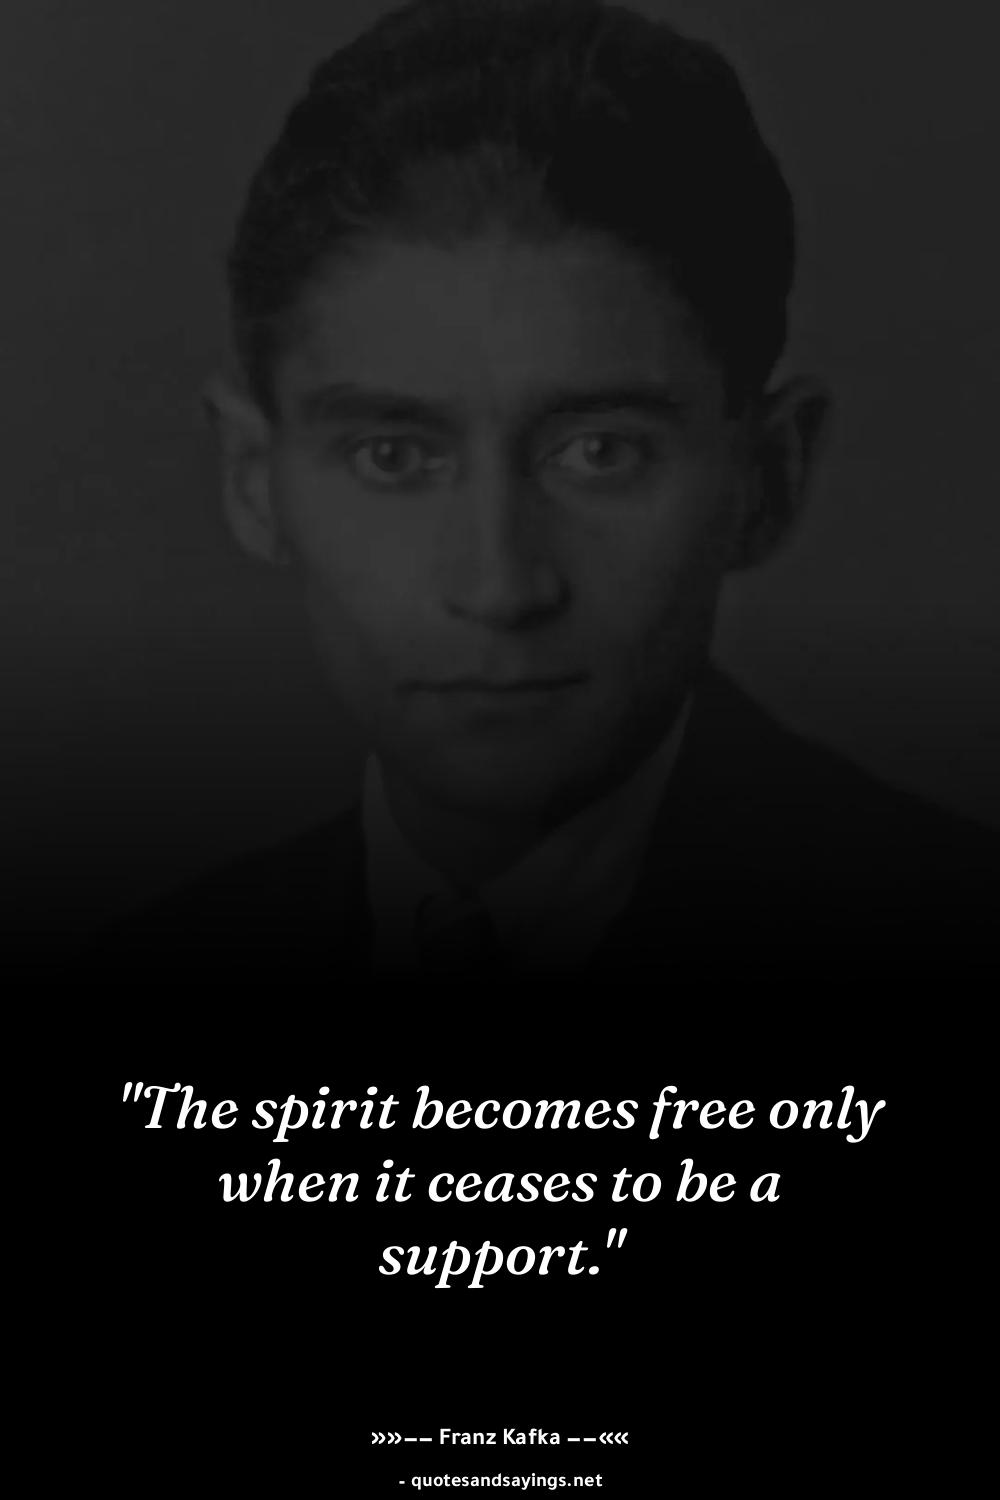 "The spirit becomes free only
when it ceases to be a
support."
»»−− Franz Kafka −−««
- quotesandsayings.net